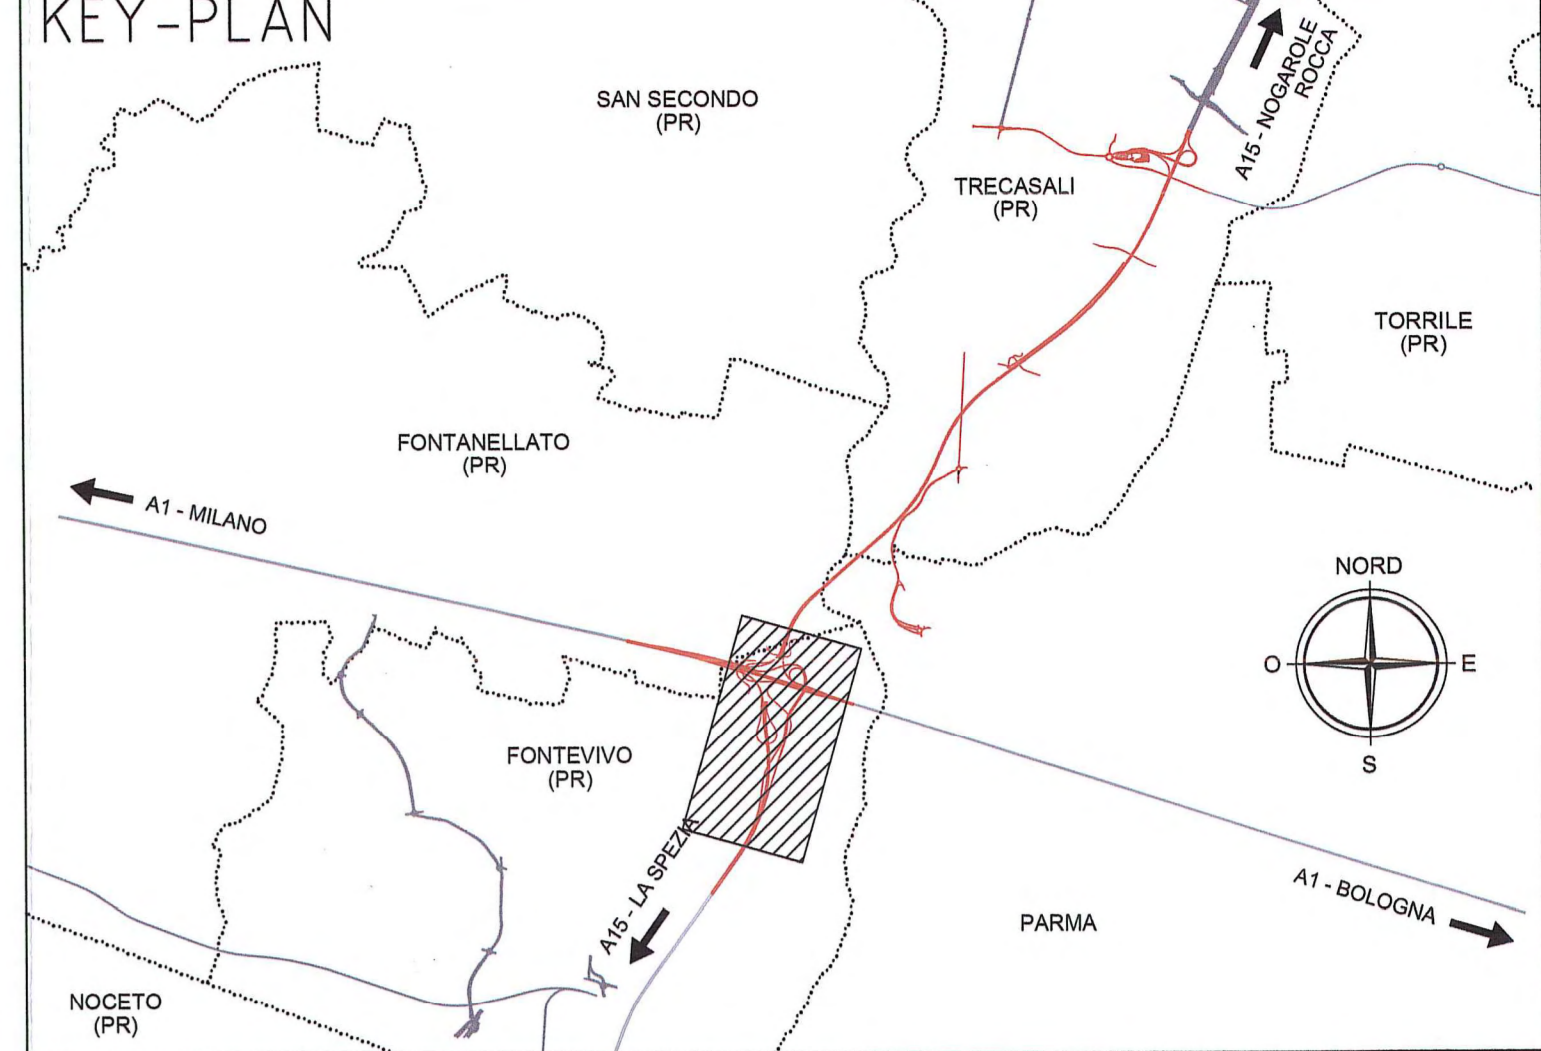 KEY-PLAN
SAN SECONDO
(PR)
A15 - NOGAROLE
ROCCA
TRECASALI
(PR)
TORRILE
(PR)
FONTANELLATO
(PR)
A1 - MILANO
NORD
O
E
S
FONTEVIVO
(PR)
A15 - LA SPEZIA
A1 - BOLOGNA
PARMA
NOCETO
(PR)